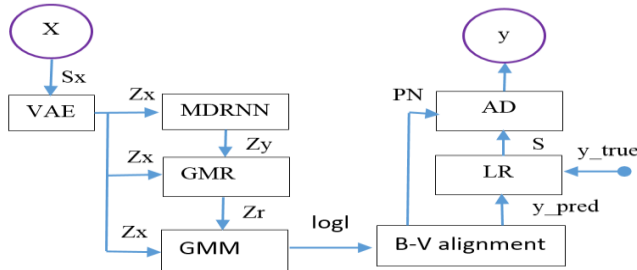 X
y
Sx
Zx
PN
VAE
MDRNN
AD
Zx
Zy
S
y_true
GMR
LR
Zx
Zr
logl
y_pred
GMM
B-V alignment